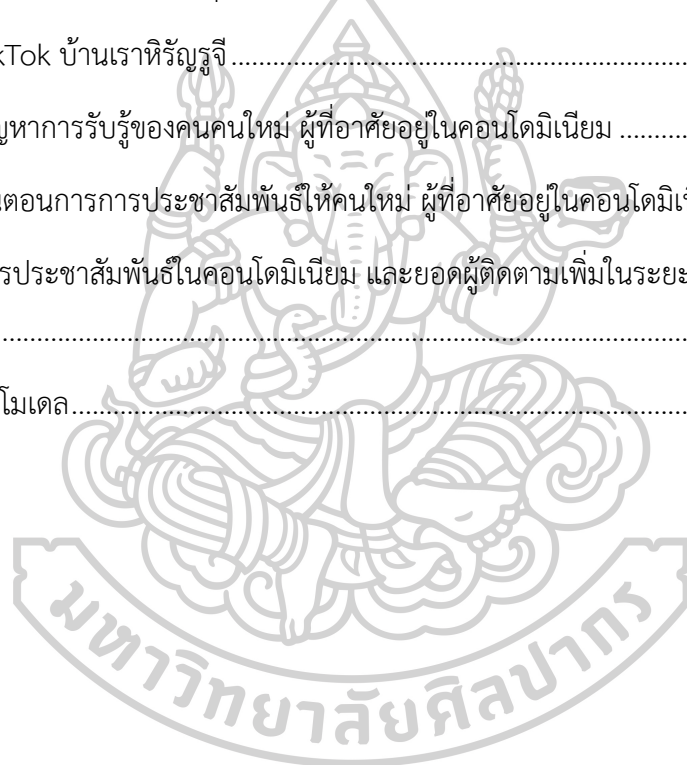 kTok บ้านเราหิรัญรูจี
ญหาการรับรู้ของคนคนใหม่ ผู้ที่อาศัยอยู่ในคอนโดมิเนียม
นตอนการการประชาสัมพันธ์ให้คนใหม่ ผู้ที่อาศัยอยู่ในคอนโดมิเนี
รประชาสัมพันธ์ในคอนโดมิเนียม และยอดผู้ติดตามเพิ่มในระยะ
โมเดล
มหาวิทยาลัยศิลปากร